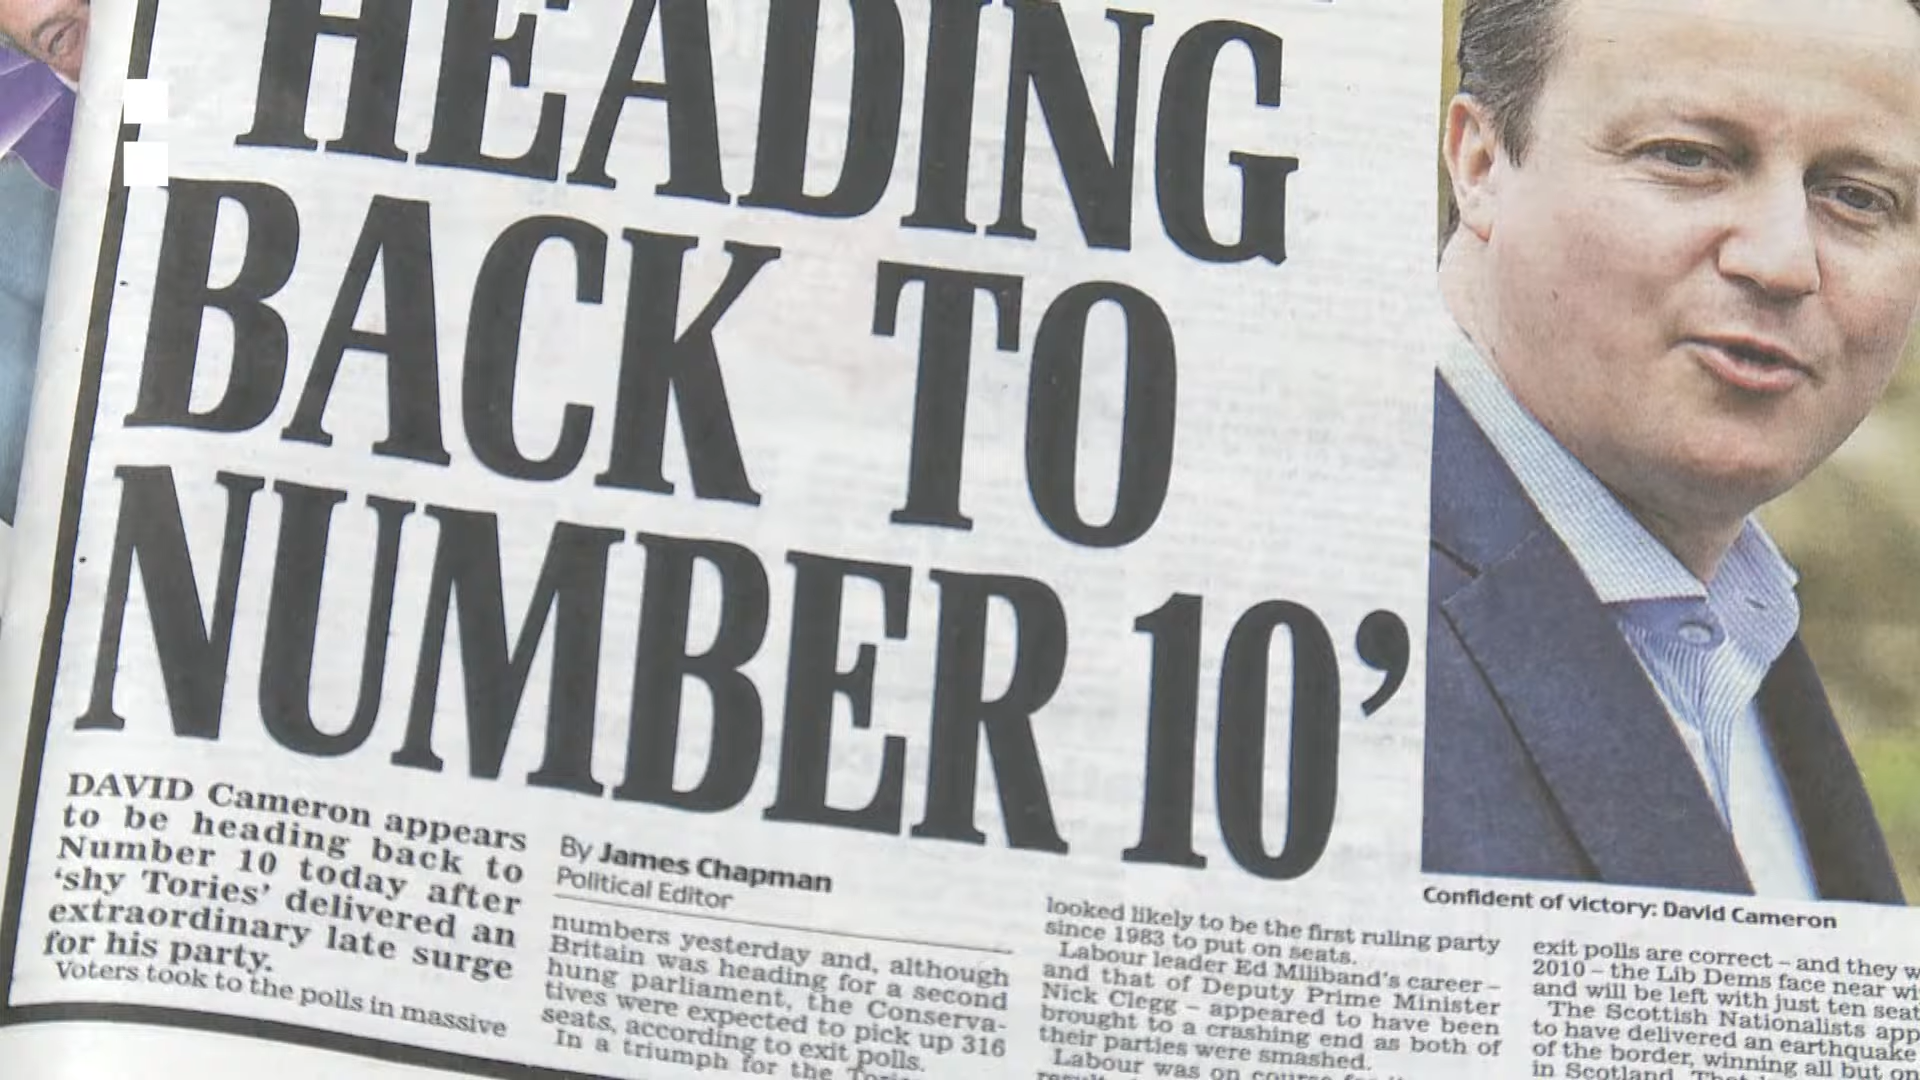 HEADING
BACK TO
NUMBER 10’
DAVID Cameron appears
to be heading back to
Number 10 today after
‘shy Tories’ delivered an
extraordinary late surge
for his party.
Voters took to the polls in massive
By James Chapman
Political Editor
numbers yesterday and, although
Britain was heading for a second
hung parliament, the Conserva-
tives were expected to pick up 316
seats, according to exit polls.
In a triumph for the
looked likely to be the first ruling party
since 1983 to put on seats.
Labour leader Ed Miliband’s career –
and that of Deputy Prime Minister
Nick Clegg – appeared to have been
brought to a crashing end as both of
their parties were smashed.
Labour was on course
Confident of victory: David Cameron
exit polls are correct – and they
2010 – the Lib Dems face near
and will be left with just ten
The Scottish Nationalists
to have delivered an earthquake
of the border, winning all but
in Scotland.